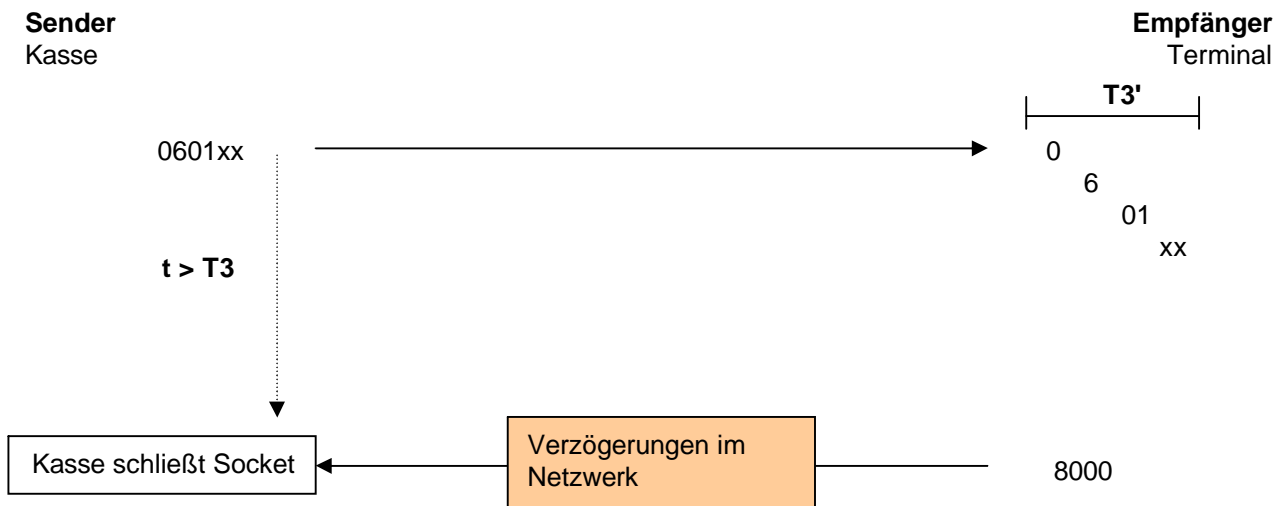 Sender
Kasse
Empfänger
Terminal
T3'
0601xx
0
6
01
xx
t > T3
Kasse schließt Socket
Verzögerungen im
Netzwerk
8000